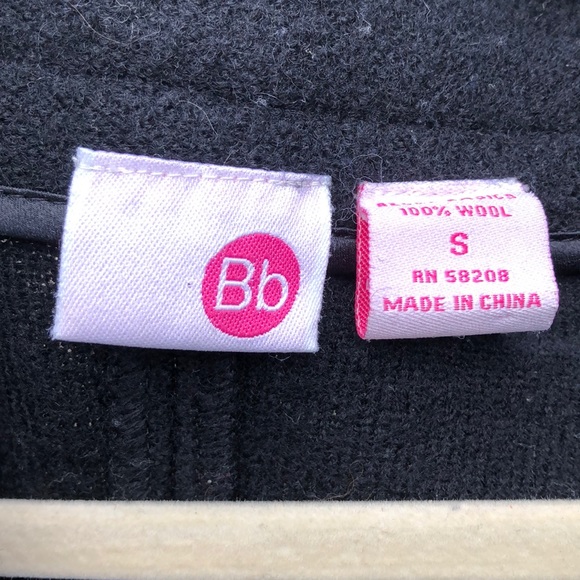 Bb
100% WOOL
S
RN 58208
MADE IN CHINA